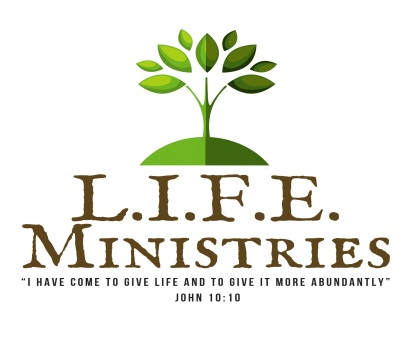 L.I.F.E.
MINISTRIES
“I HAVE COME TO GIVE LIFE AND TO GIVE IT MORE ABUNDANTLY”
JOHN 10:10